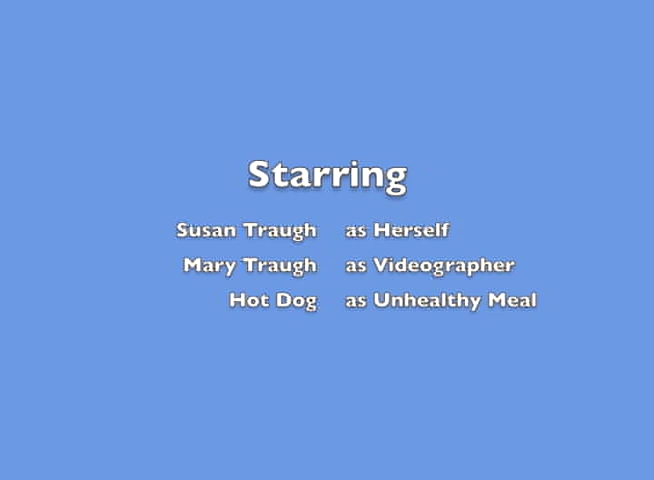 Starring
Susan Traugh as Herself
Mary Traugh as Videographer
Hot Dog as Unhealthy Meal